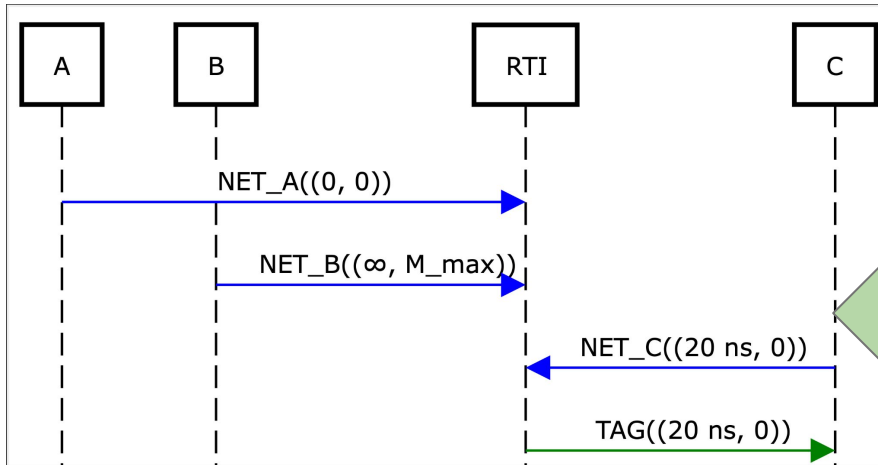 A B RTI C
NET_A((0, 0))
NET_B((∞, M_max))
NET_C((20 ns, 0))
TAG((20 ns, 0))